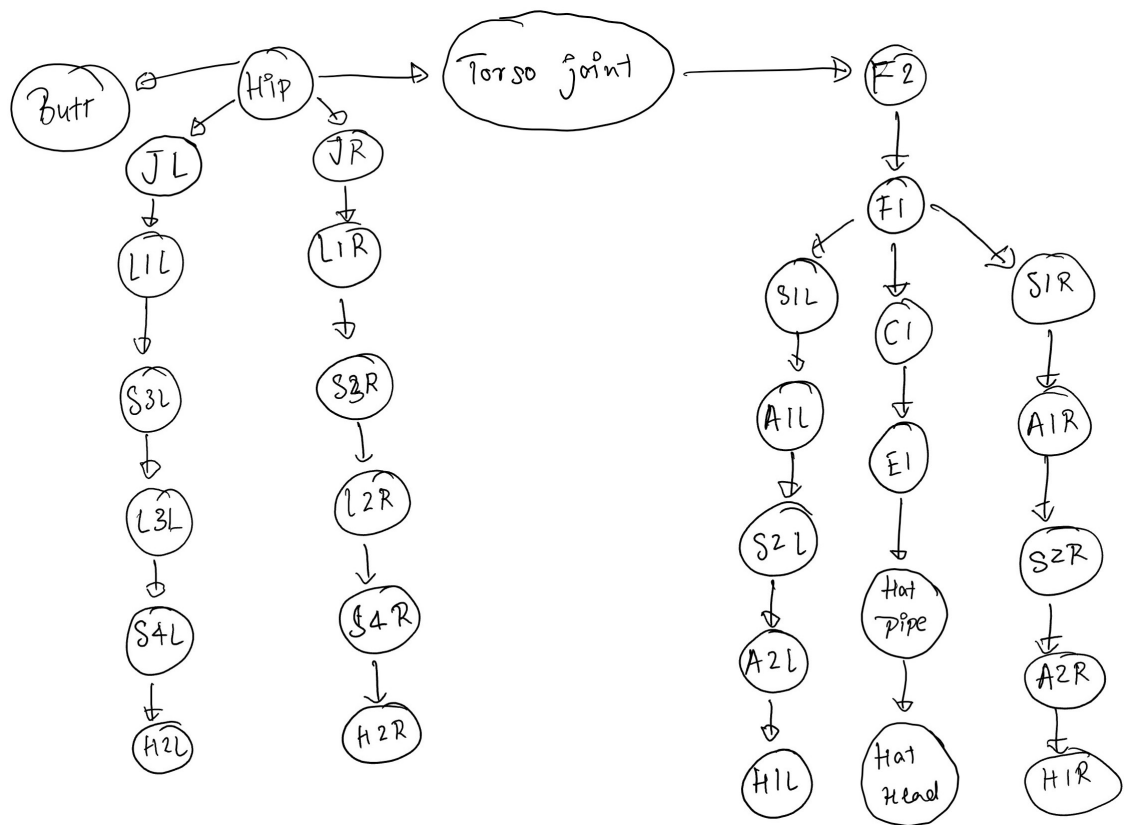 Butt
Hip
Torso joint
F2
JL
JR
F1
L1L
L1R
S1L
C1
S1R
S3L
S3R
A1L
E1
A1R
L3L
L2R
S2L
Hat
pipe
S2R
S4L
S4R
A2L
A2R
H2L
H2R
H1L
Hat
Head
H1R